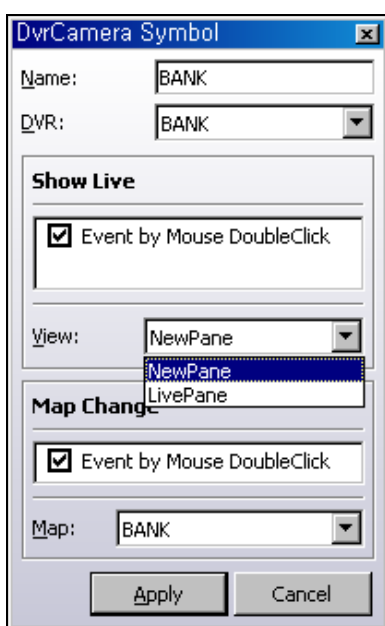 DvrCamera Symbol
Name: BANK
DVR: BANK
Show Live
Event by Mouse DoubleClick
View: NewPane
NewPane
LivePane
Map Change
Event by Mouse DoubleClick
Map: BANK
Apply Cancel